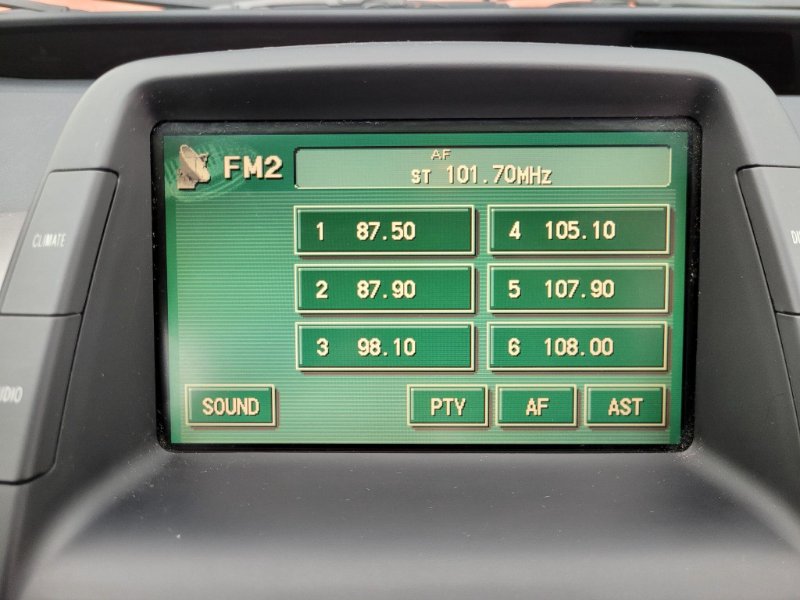 FM2
AF
ST 101.70MHz
CLIMATE
1 87.50
4 105.10
2 87.90
5 107.90
3 98.10
6 108.00
SOUND
PTY
AF
AST